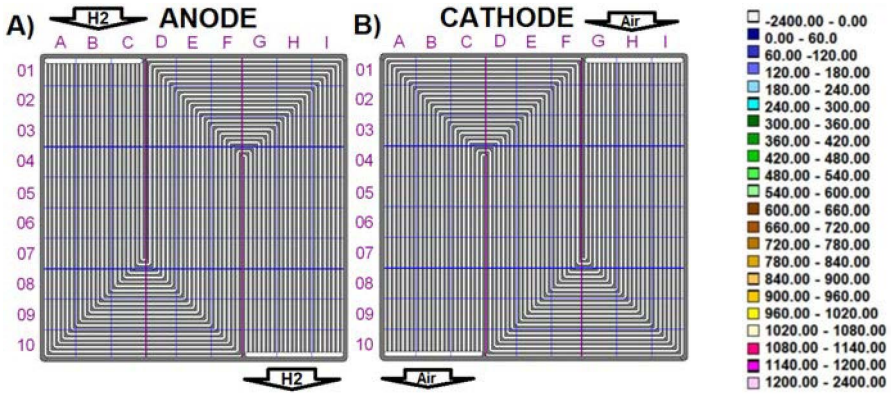 H2
A) ANODE
A B C D E F G H I
01
02
03
04
05
06
07
08
09
10
H2
B) CATHODE
Air
A B C D E F G H I
01
02
03
04
05
06
07
08
09
10
Air
-2400.00 - 0.00
0.00 - 60.0
60.00 -120.00
120.00 - 180.00
180.00 - 240.00
240.00 - 300.00
300.00 - 360.00
360.00 - 420.00
420.00 - 480.00
480.00 - 540.00
540.00 - 600.00
600.00 - 660.00
660.00 - 720.00
720.00 - 780.00
780.00 - 840.00
840.00 - 900.00
900.00 - 960.00
960.00 - 1020.00
1020.00 - 1080.00
1080.00 - 1140.00
1140.00 - 1200.00
1200.00 - 2400.00